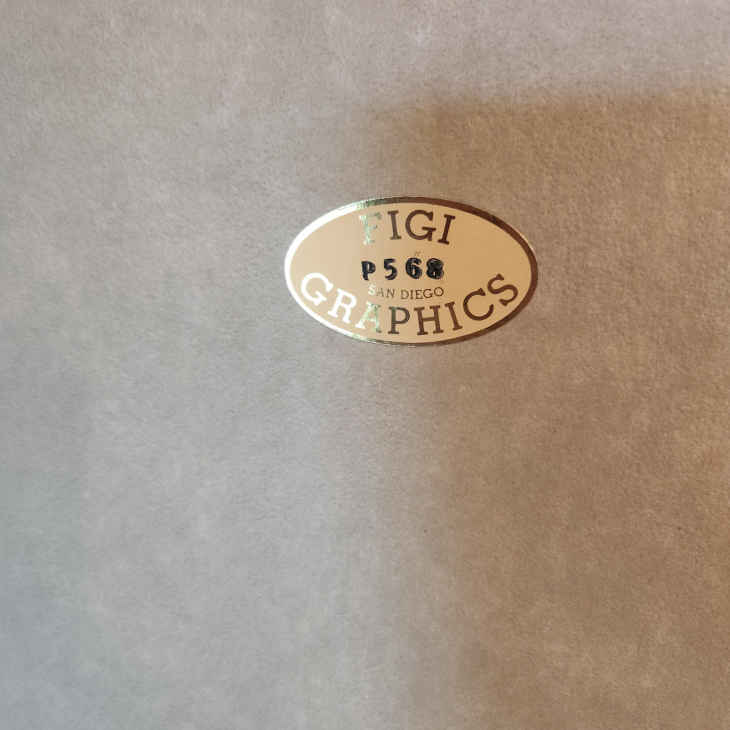 FIGI
P568
SAN DIEGO
GRAPHICS